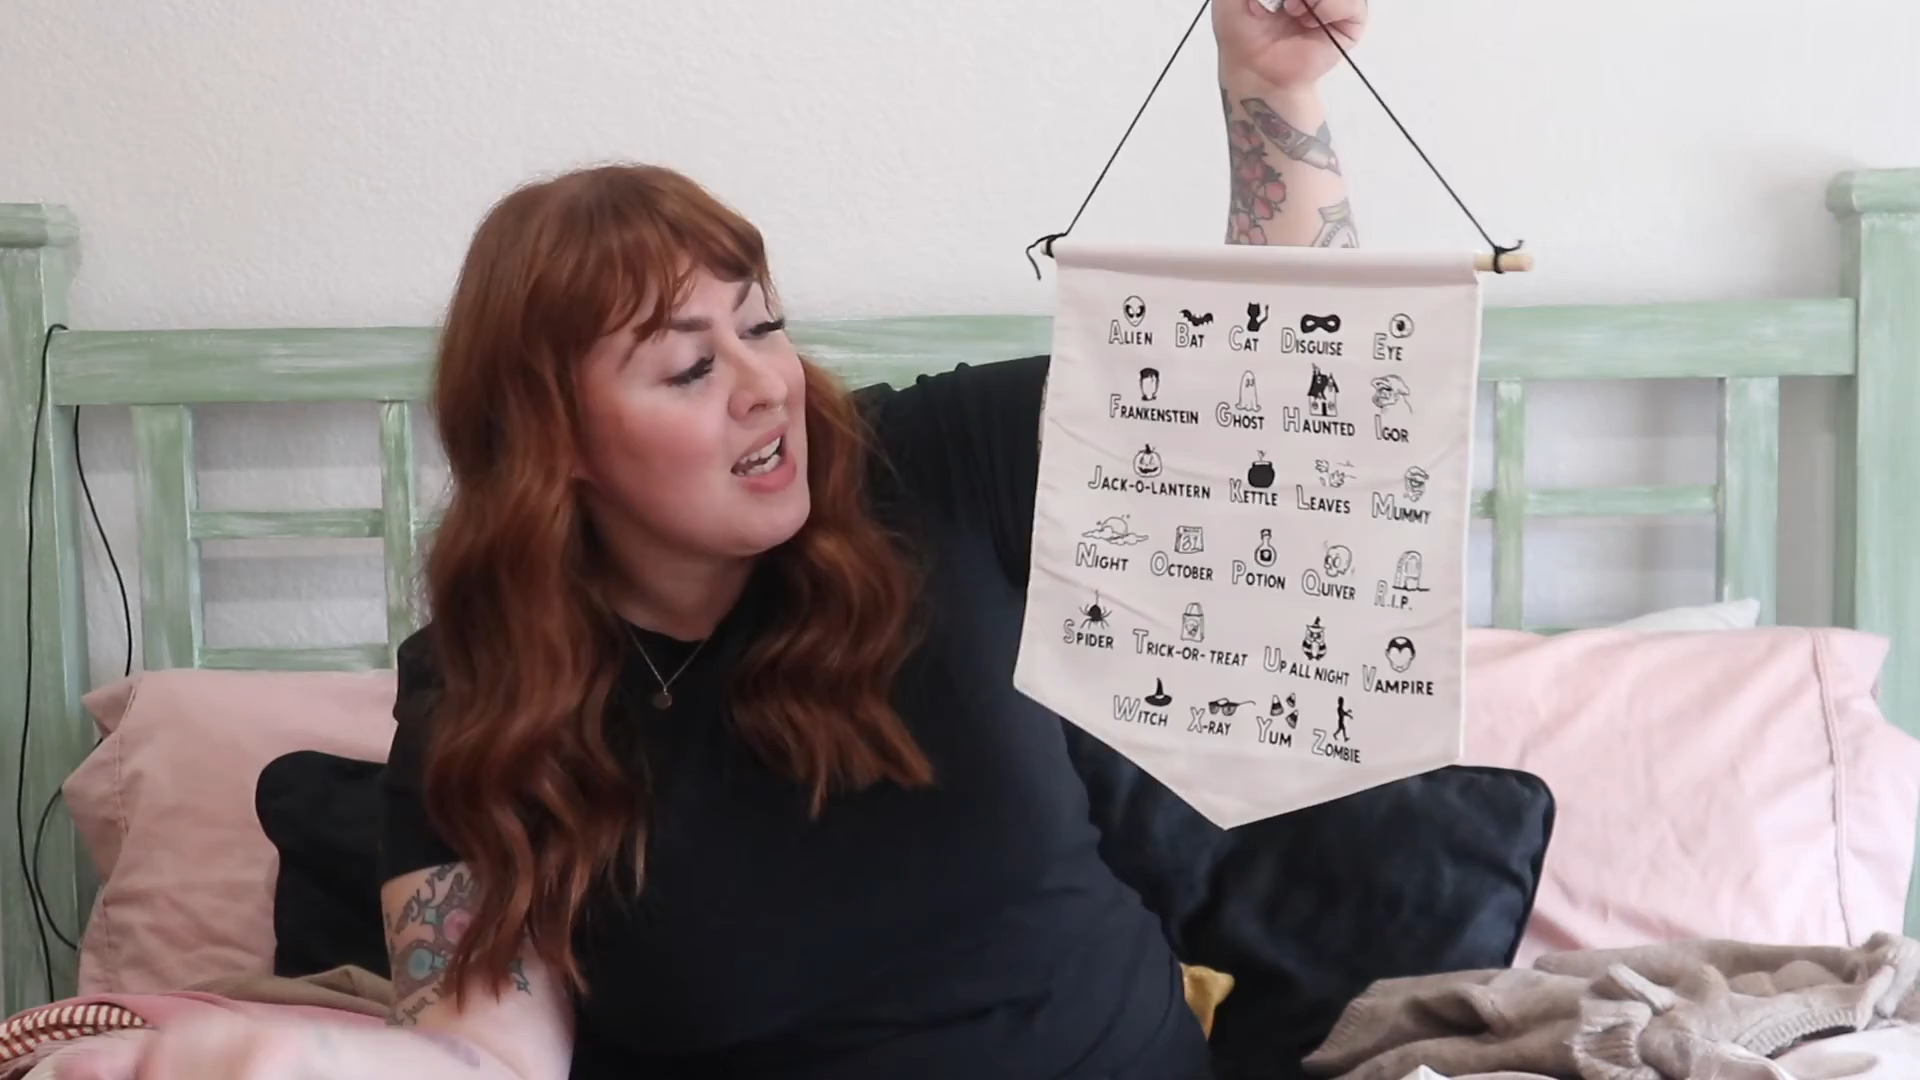 ALIEN BAT CAT DISGUISE EYE
FRANKENSTEIN GHOST HAUNTED IGOR
JACK-O-LANTERN KETTLE LEAVES MUMMY
31
NIGHT OCTOBER POTION QUIVER R.I.P.
SPIDER TRICK-OR-TREAT UP ALL NIGHT VAMPIRE
WITCH X-RAY YUM ZOMBIE